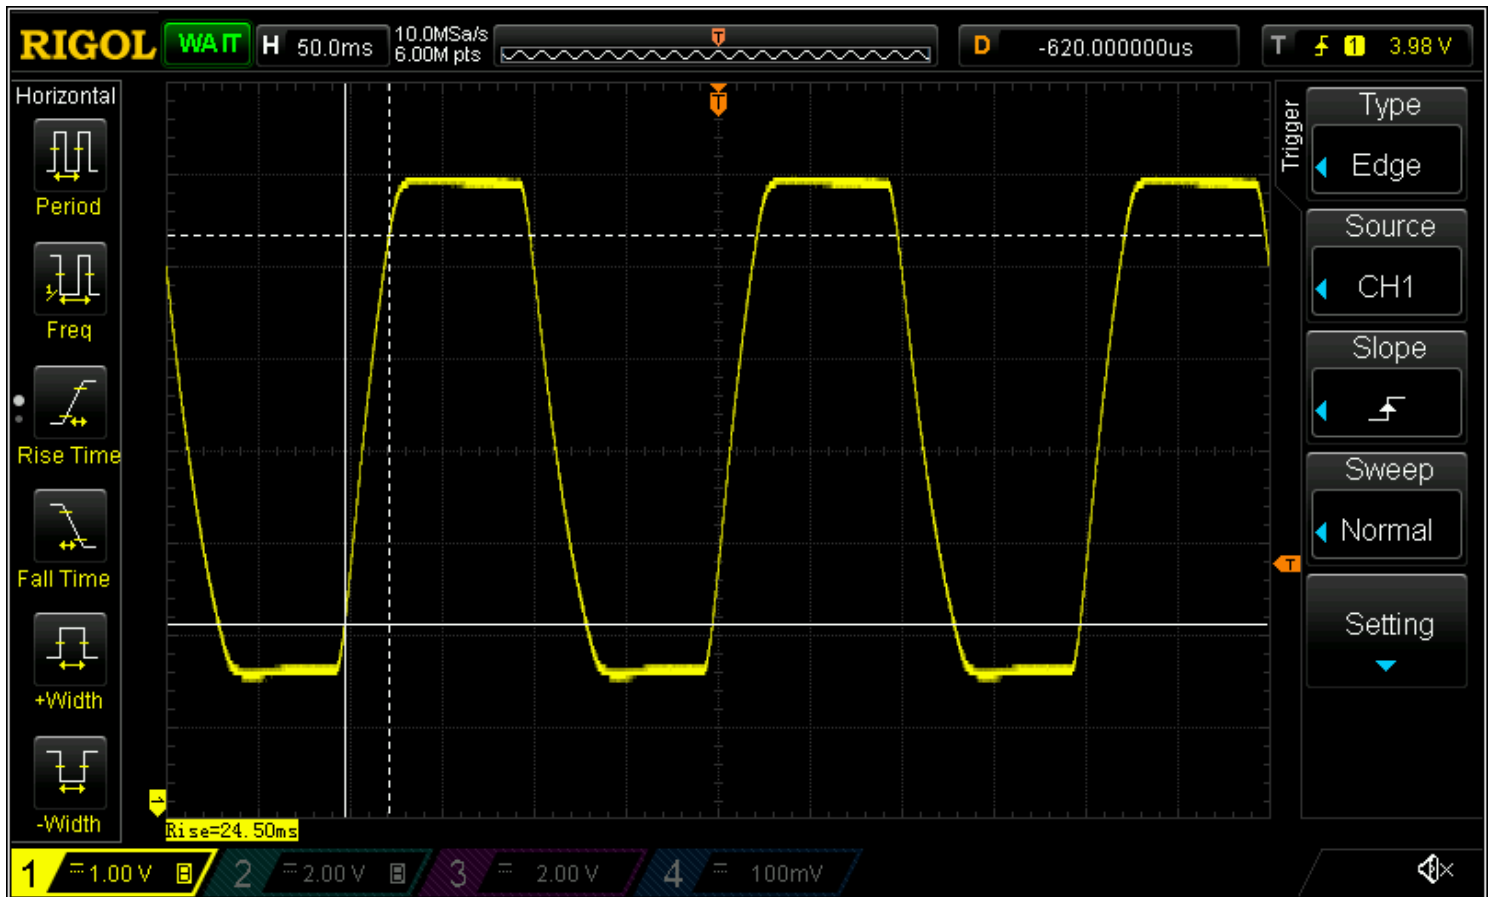 RIGOL WAIT H 50.0ms 10.0MSa/s D -620.000000us T 1 3.98 V
6.00M pts
T
Horizontal
Period
1/
Freq
Rise Time
Fall Time
+Width
-Width
T
Rise=24.50ms
Trigger
Type
Edge
Source
CH1
Slope
Sweep
Normal
T
Setting
1 1.00 V B 2 2.00 V B 3 2.00 V 4 100mV